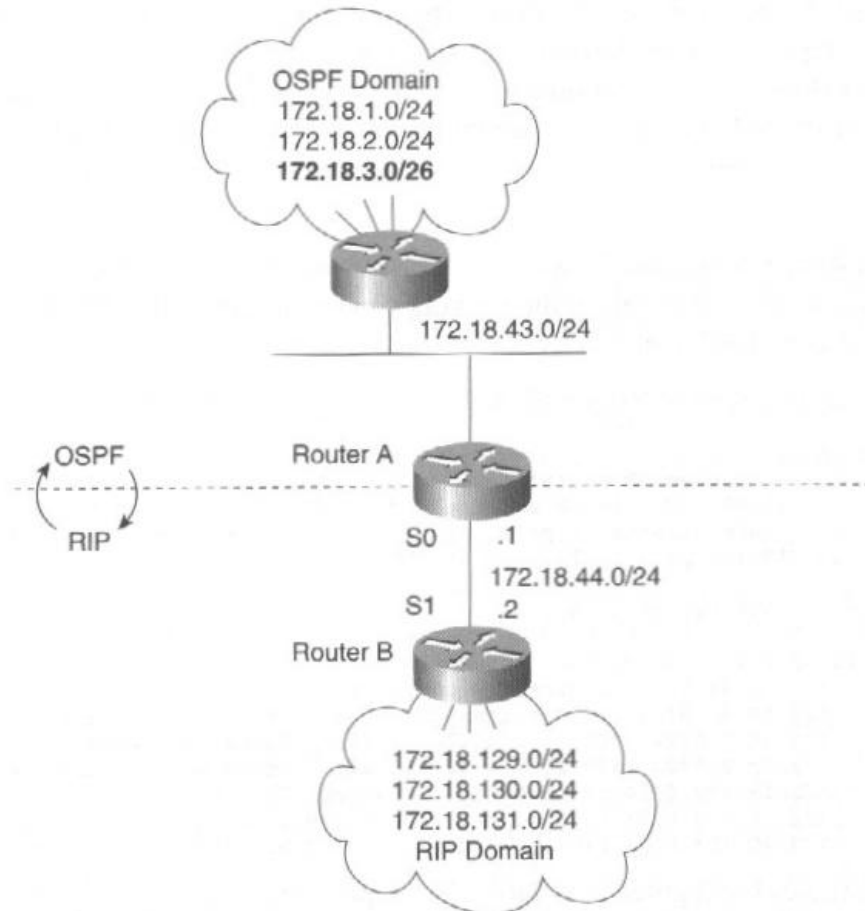 OSPF Domain
172.18.1.0/24
172.18.2.0/24
172.18.3.0/26
172.18.43.0/24
OSPF
RIP
Router A
S0
.1
172.18.44.0/24
S1
.2
Router B
172.18.129.0/24
172.18.130.0/24
172.18.131.0/24
RIP Domain